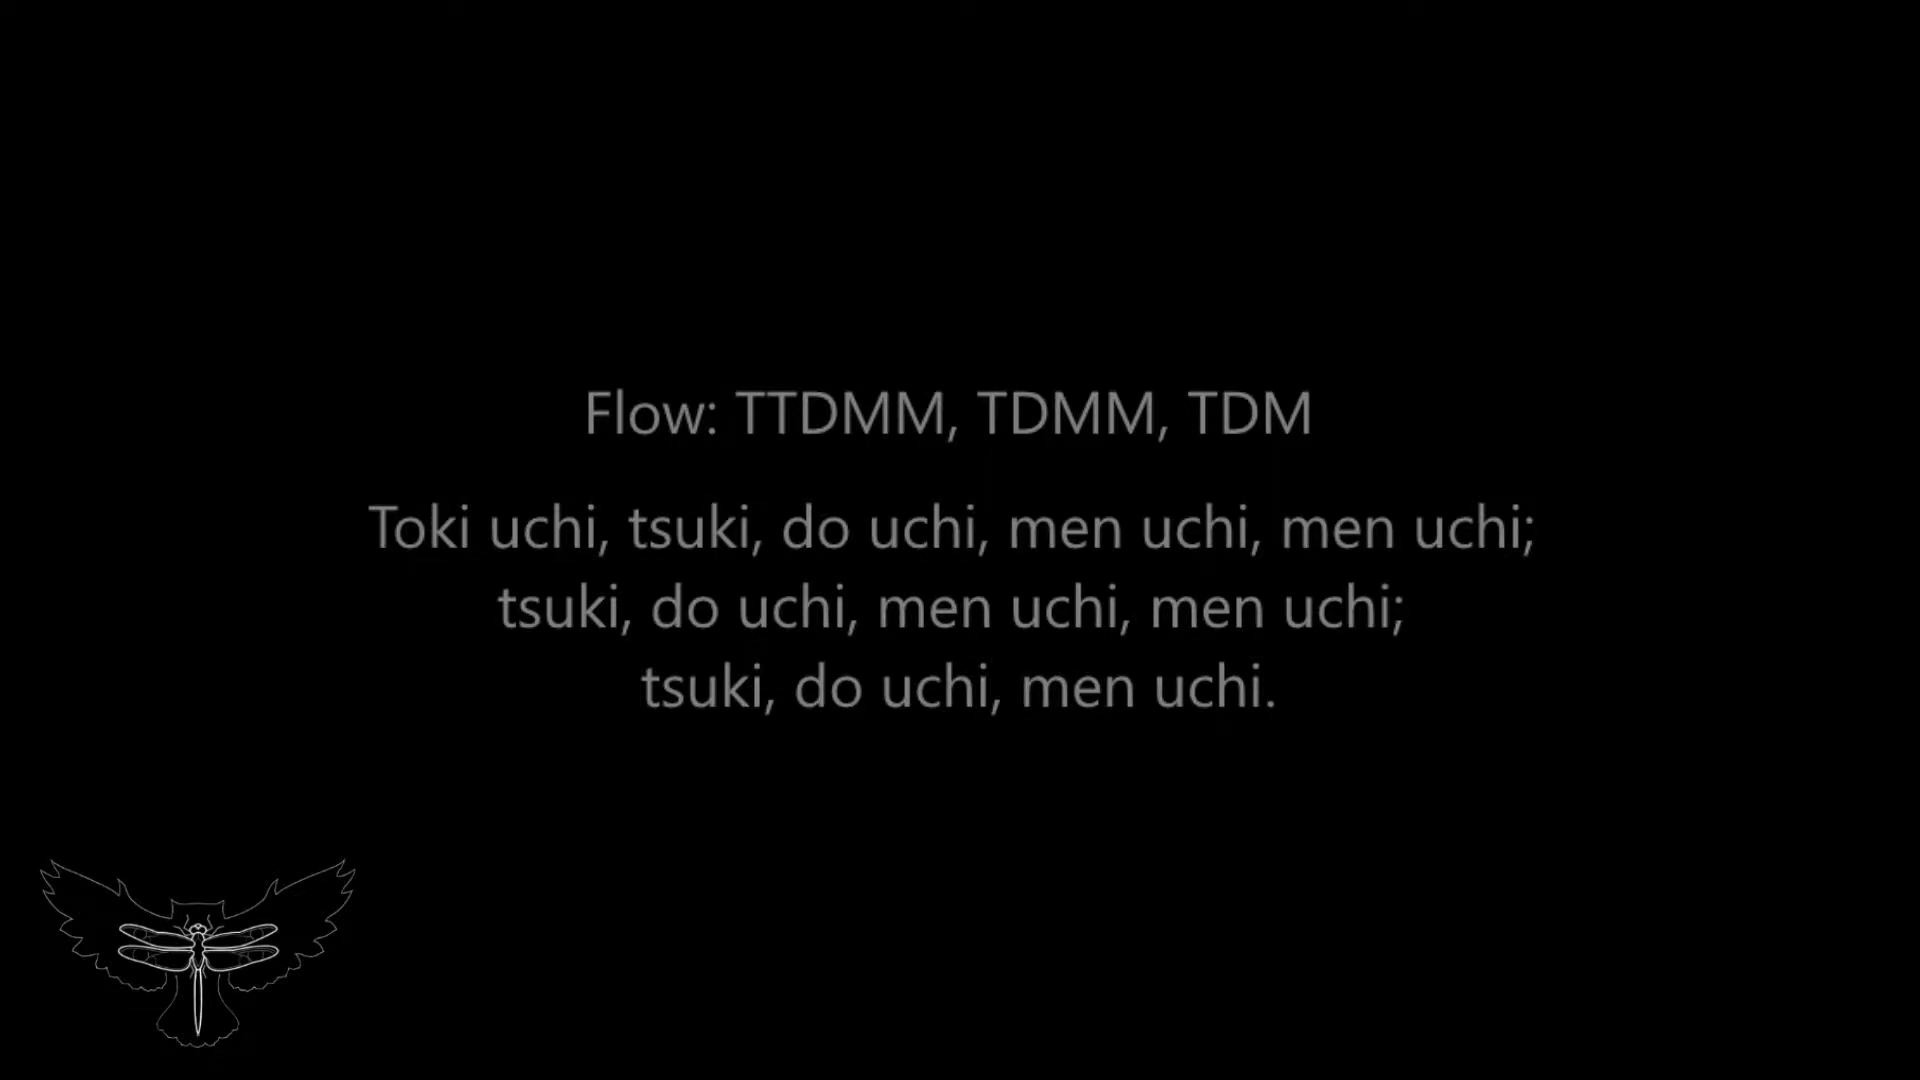 Flow: TTDMM, TDMM, TDM
Toki uchi, tsuki, do uchi, men uchi, men uchi;
tsuki, do uchi, men uchi, men uchi;
tsuki, do uchi, men uchi.